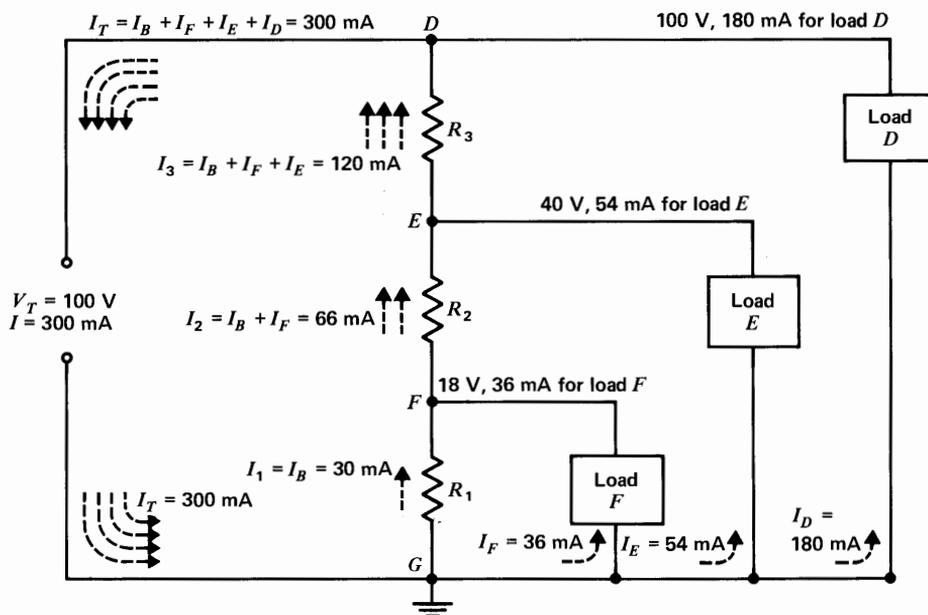 I_T = I_B + I_F + I_E + I_D = 300 mA
D
100 V, 180 mA for load D
Load
D
R_3
I_3 = I_B + I_F + I_E = 120 mA
40 V, 54 mA for load E
E
V_T = 100 V
I = 300 mA
Load
E
I_2 = I_B + I_F = 66 mA
R_2
18 V, 36 mA for load F
F
I_1 = I_B = 30 mA
R_1
Load
F
I_T = 300 mA
I_F = 36 mA
I_E = 54 mA
I_D =
180 mA
G